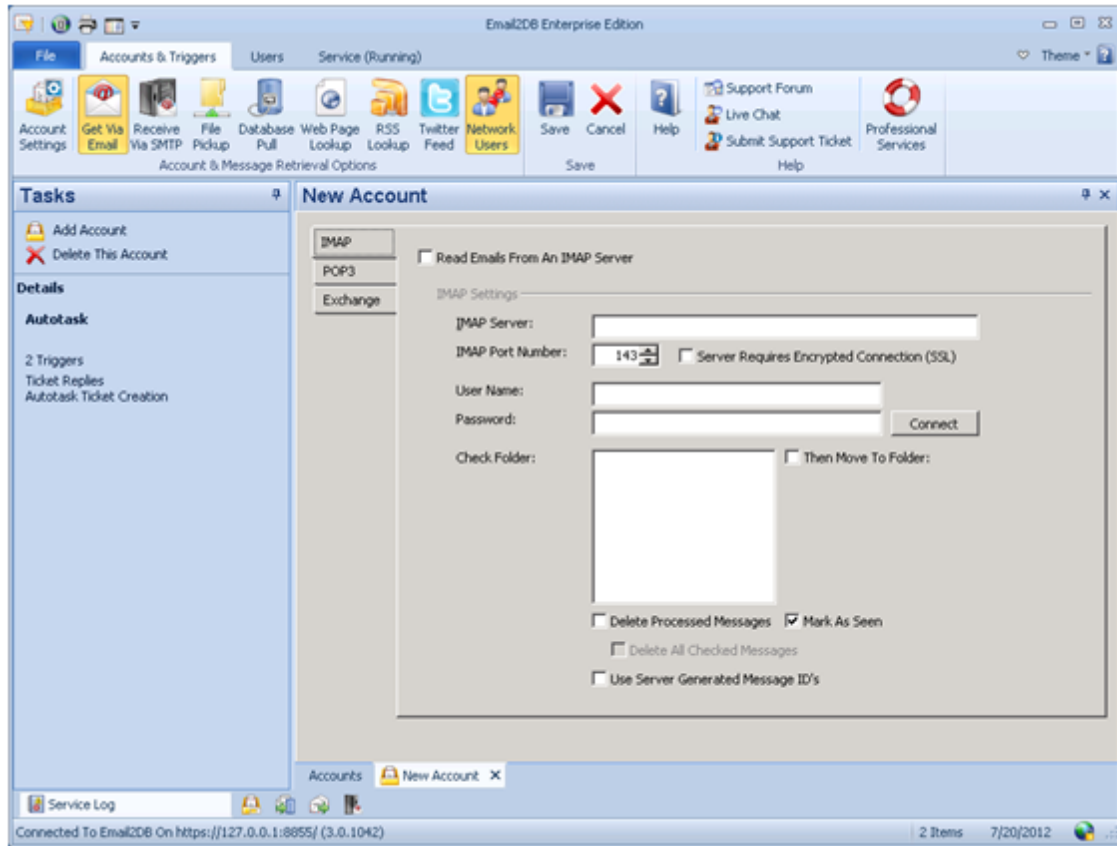 Email2DB Enterprise Edition
File Accounts & Triggers Users Service (Running) Theme
Account Settings
Get Via Email
Receive Via SMTP
File Pickup
Database Pull
Web Page Lookup
RSS Lookup
Twitter Feed
Network Users
Save
Cancel
Help
Support Forum
Live Chat
Submit Support Ticket
Professional Services
Account & Message Retrieval Options Save Help
Tasks
Add Account
Delete This Account
Details
Autotask
2 Triggers
Ticket Replies
Autotask Ticket Creation
New Account
IMAP
POP3
Exchange
Read Emails From An IMAP Server
IMAP Settings
IMAP Server:
IMAP Port Number: 143 Server Requires Encrypted Connection (SSL)
User Name:
Password: Connect
Check Folder: Then Move To Folder:
Delete Processed Messages Mark As Seen
Delete All Checked Messages
Use Server Generated Message ID's
Accounts New Account
Service Log
Connected To Email2DB On https://127.0.0.1:8855/ (3.0.1042) 2 Items 7/20/2012